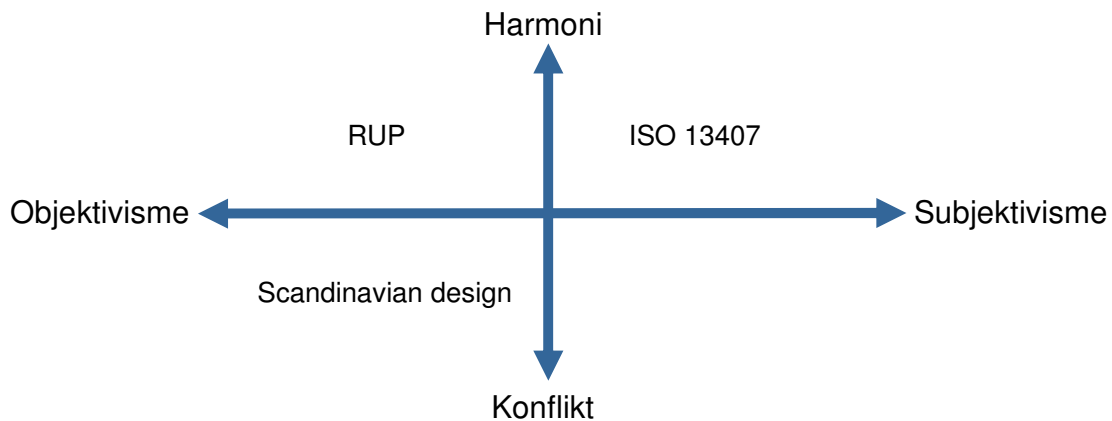 Harmoni
RUP
ISO 13407
Objektivisme
Subjektivisme
Scandinavian design
Konflikt